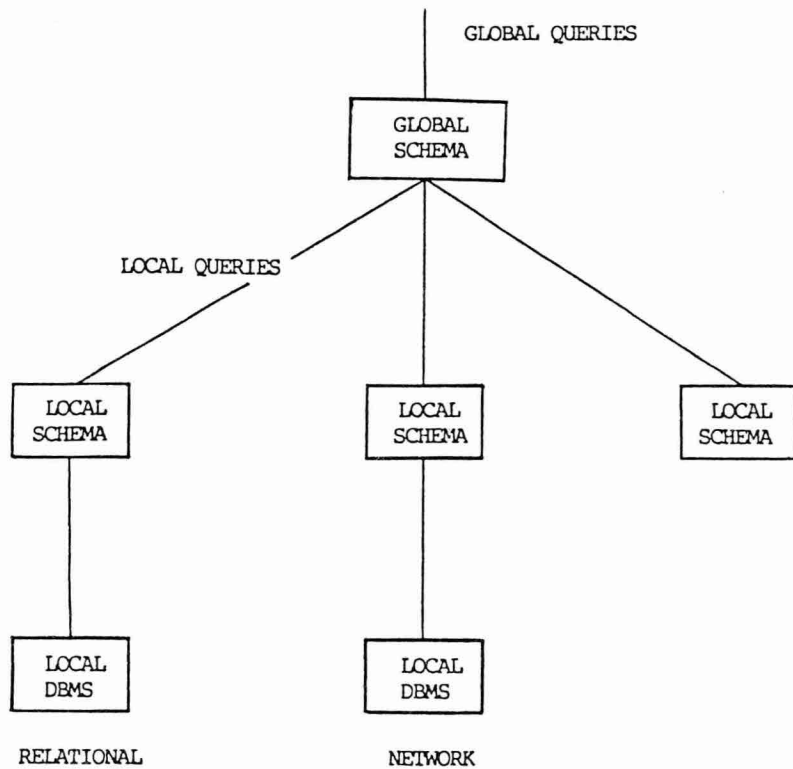 GLOBAL QUERIES
GLOBAL
SCHEMA
LOCAL QUERIES
LOCAL
SCHEMA
LOCAL
SCHEMA
LOCAL
SCHEMA
LOCAL
DBMS
LOCAL
DBMS
RELATIONAL
NETWORK